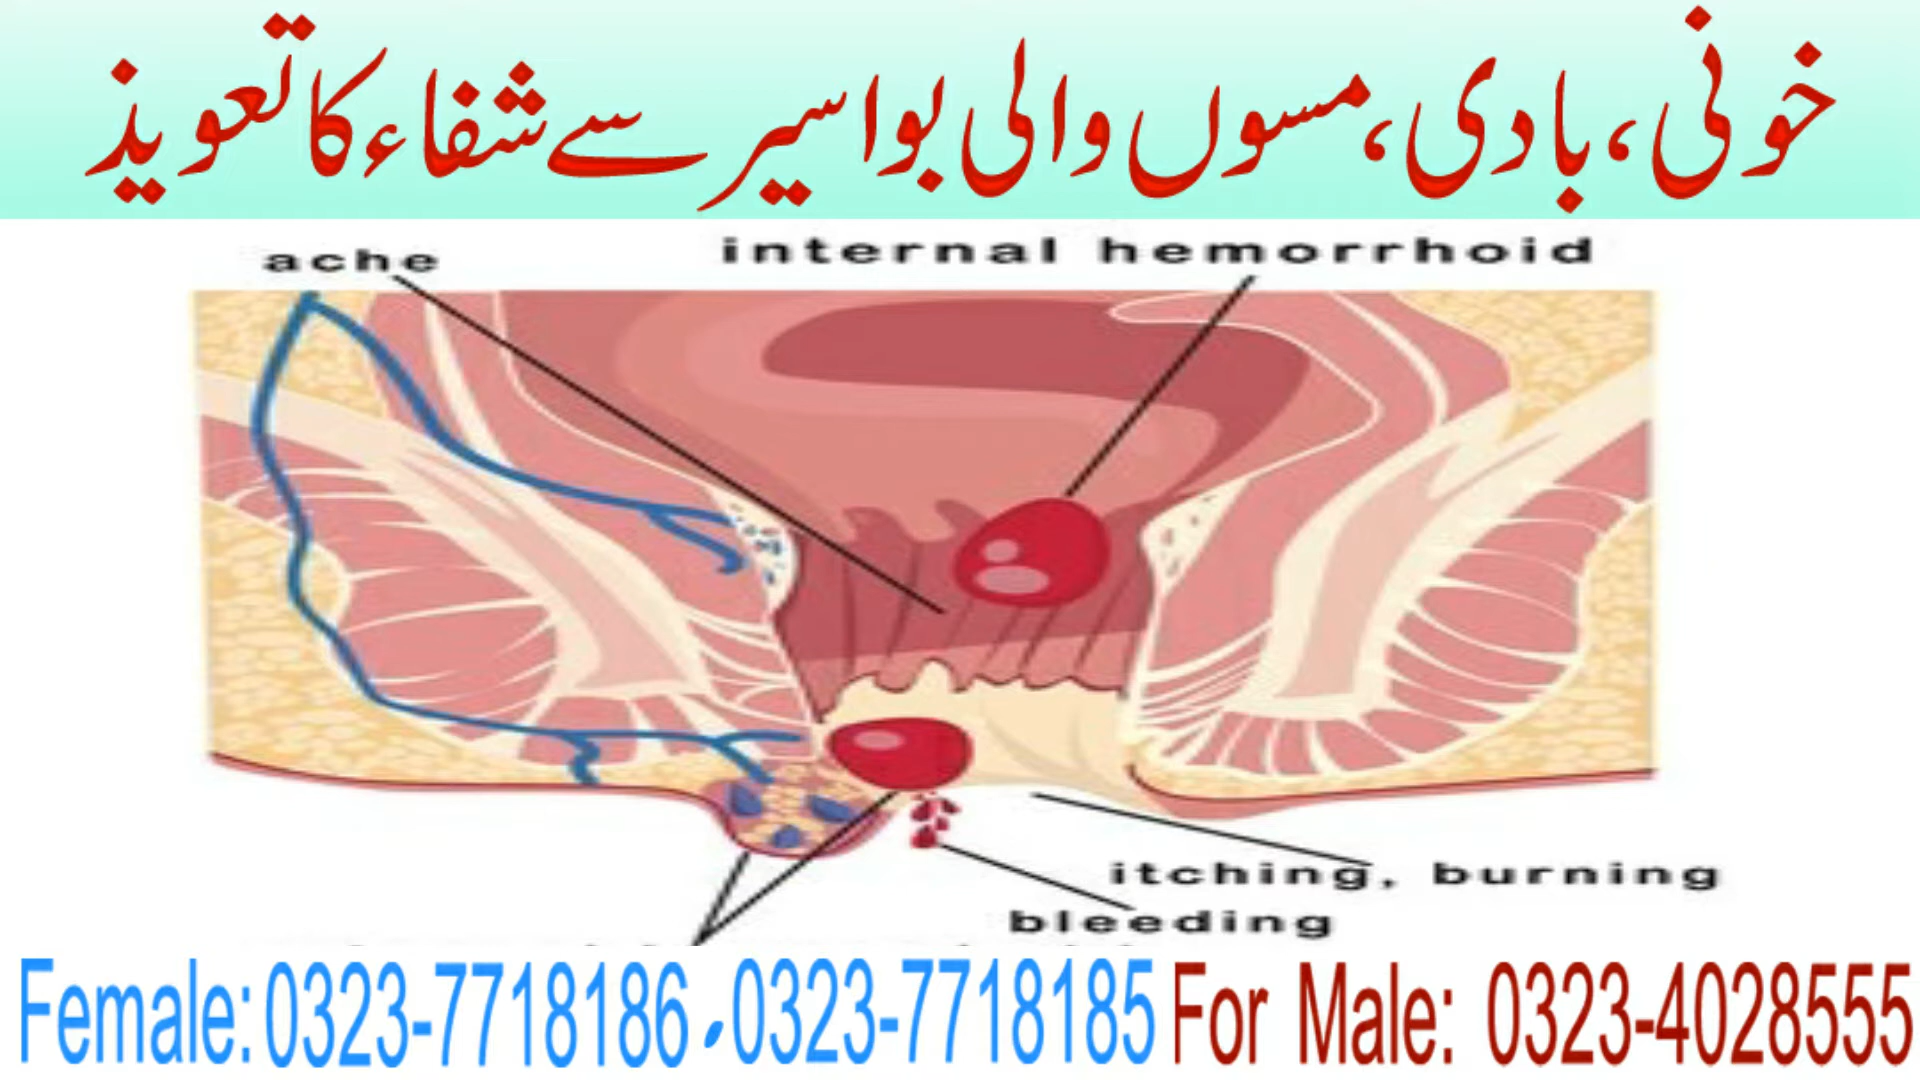 خونی، بادی، مسوں والی بواسیر سے شفاء کا تعویذ
ache
internal hemorrhoid
itching, burning
bleeding
Female: 0323-7718186، 0323-7718185 For Male: 0323-4028555